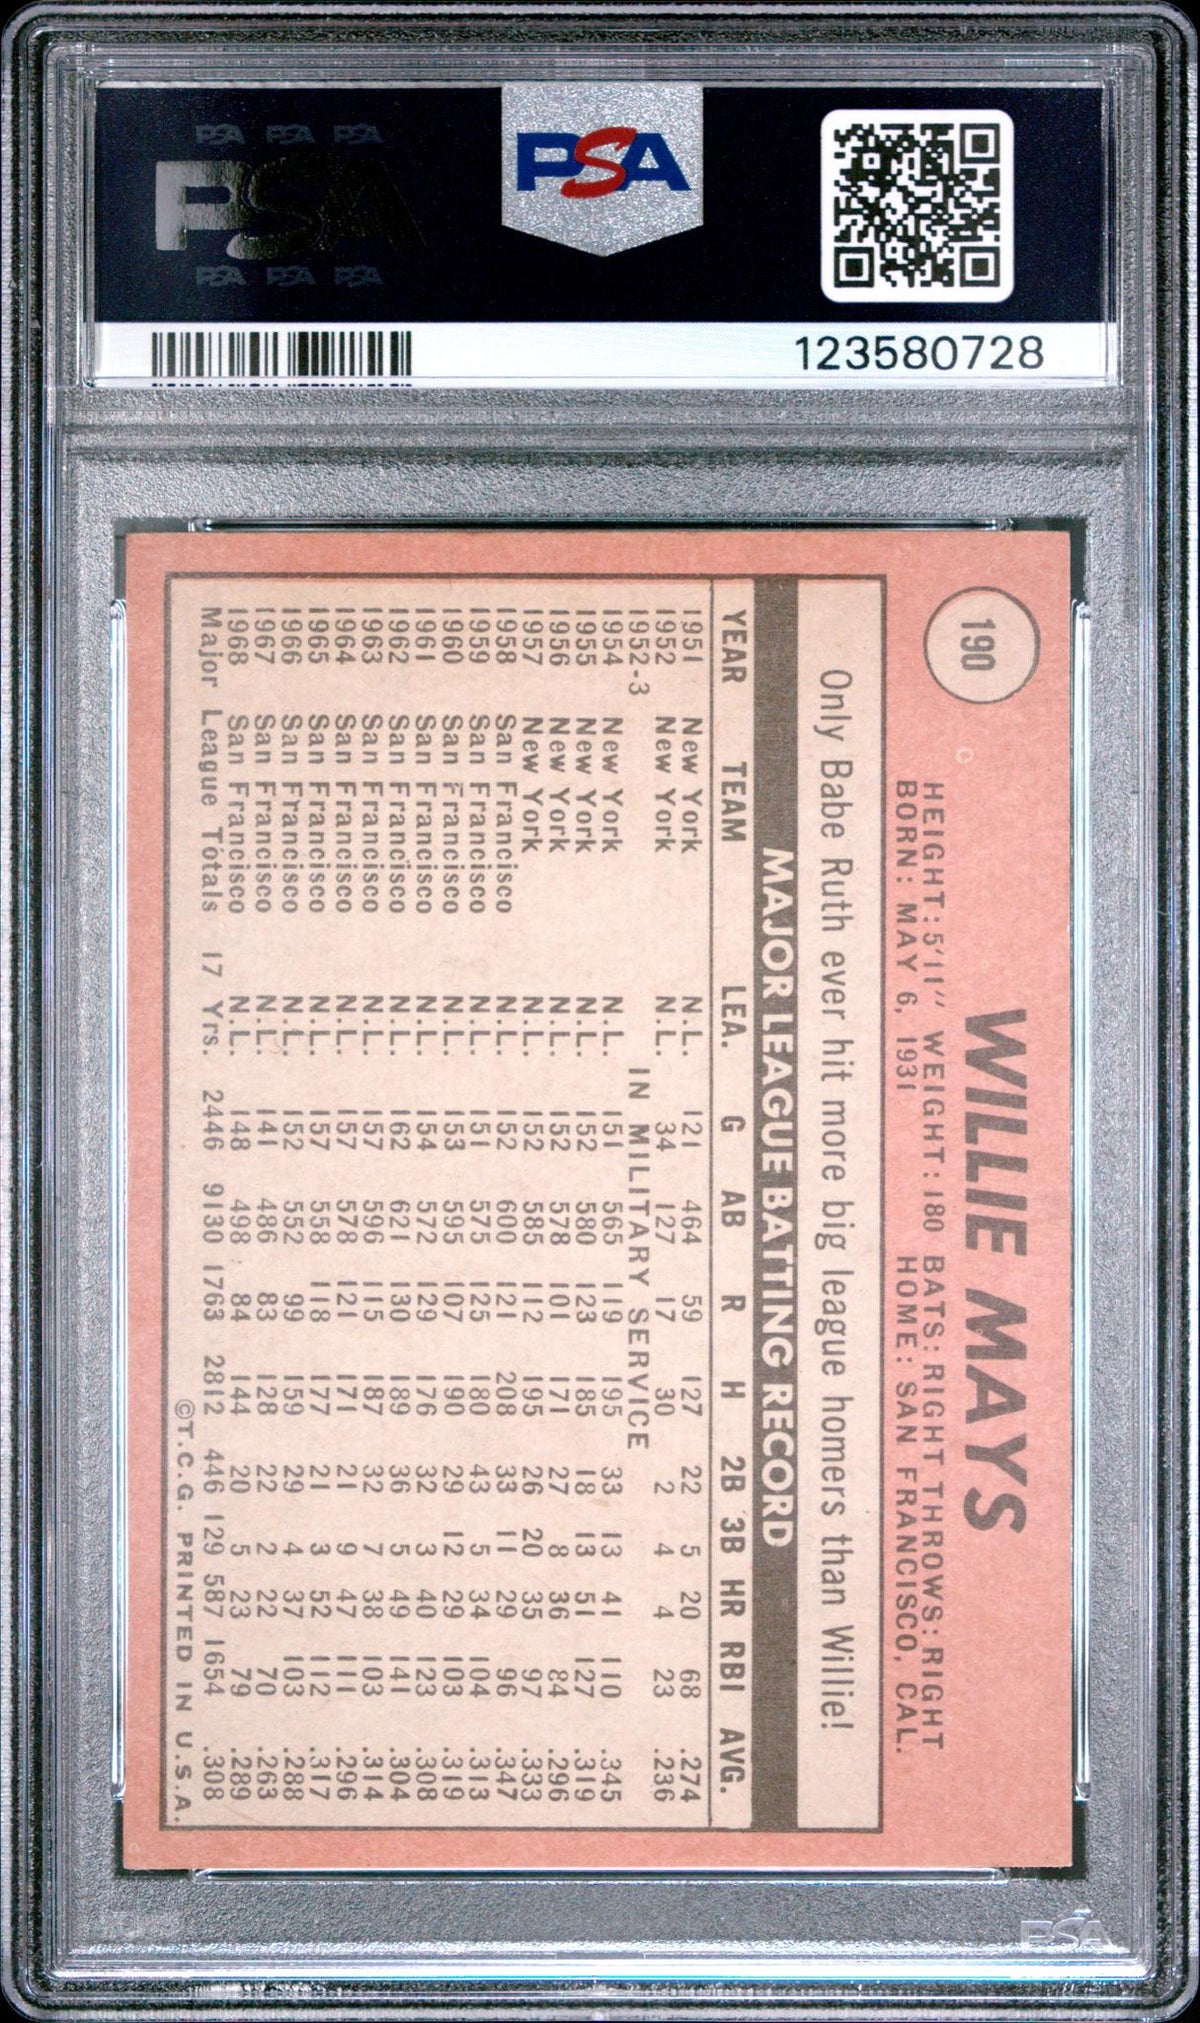 PSA PSA PSA
PSA
PSA PSA PSA
PSA
123580728
190
WILLIE MAYS
HEIGHT: 5'11" WEIGHT: 180 BATS: RIGHT THROWS: RIGHT
BORN: MAY 6, 1931 HOME: SAN FRANCISCO, CAL.
Only Babe Ruth ever hit more big league homers than Willie!
MAJOR LEAGUE BATTING RECORD
YEAR TEAM LEA. G AB R H 2B 3B HR RBI AVG.
1951 New York N.L. 121 464 59 127 22 5 20 68 .274
1952 New York N.L. 34 127 17 30 2 4 4 23 .236
1952-3 IN MILITARY SERVICE
1954 New York N.L. 151 565 119 195 33 13 41 110 .345
1955 New York N.L. 152 580 123 185 18 13 51 127 .319
1956 New York N.L. 152 578 101 171 27 8 36 84 .296
1957 New York N.L. 152 585 112 195 26 20 35 97 .333
1958 San Francisco N.L. 152 600 121 208 33 11 29 96 .347
1959 San Francisco N.L. 151 575 125 180 43 5 34 104 .313
1960 San Francisco N.L. 153 595 107 190 29 12 29 103 .319
1961 San Francisco N.L. 154 572 129 176 32 3 40 123 .308
1962 San Francisco N.L. 162 621 130 189 36 5 49 141 .304
1963 San Francisco N.L. 157 596 115 187 32 7 38 103 .314
1964 San Francisco N.L. 157 578 121 171 21 9 47 111 .296
1965 San Francisco N.L. 157 558 118 177 21 3 52 112 .317
1966 San Francisco N.L. 152 552 99 159 29 4 37 103 .288
1967 San Francisco N.L. 141 486 83 128 22 2 22 70 .263
1968 San Francisco N.L. 148 498 84 144 20 5 23 79 .289
Major League Totals 17 Yrs. 2446 9130 1763 2812 446 129 587 1654 .308
©T.C.G. PRINTED IN U.S.A.
PSA